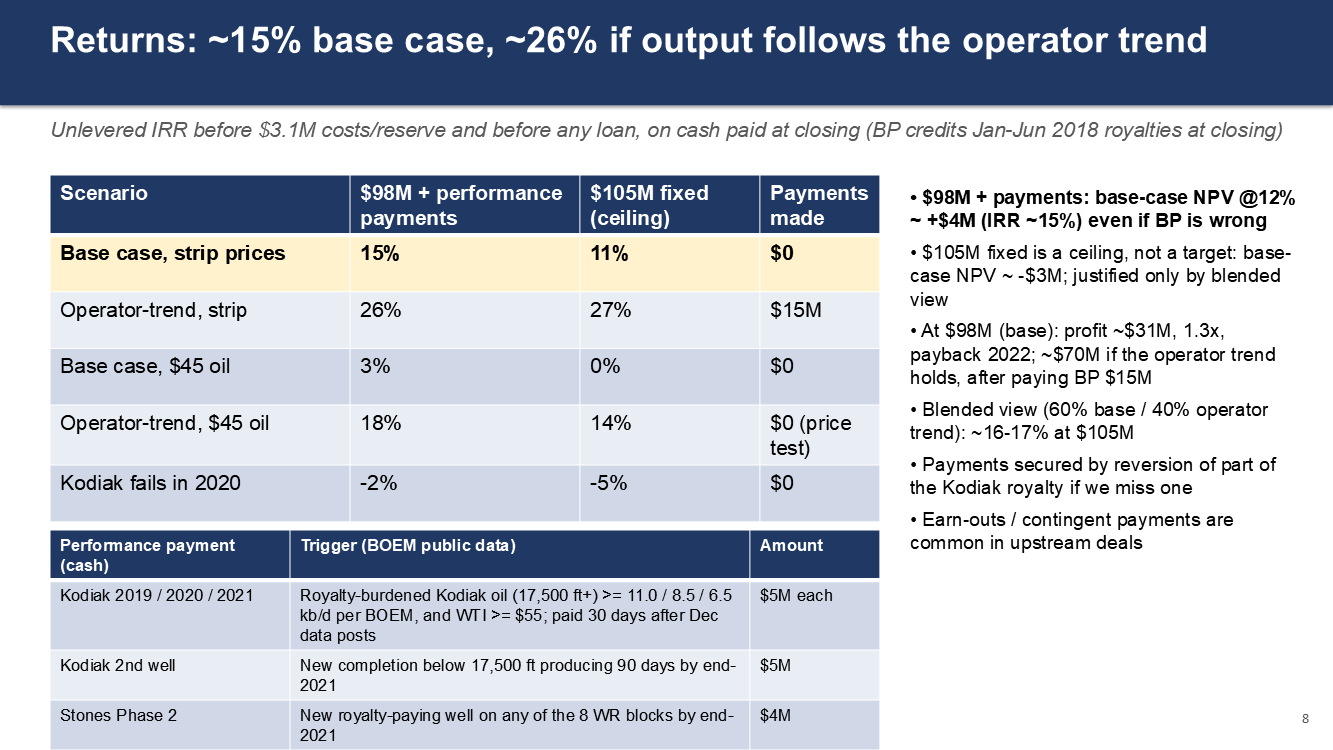 Returns: ~15% base case, ~26% if output follows the operator trend
Unlevered IRR before $3.1M costs/reserve and before any loan, on cash paid at closing (BP credits Jan-Jun 2018 royalties at closing)
Scenario
$98M + performance
payments
$105M fixed
(ceiling)
Payments
made
Base case, strip prices
15%
11%
$0
Operator-trend, strip
26%
27%
$15M
Base case, $45 oil
3%
0%
$0
Operator-trend, $45 oil
18%
14%
$0 (price
test)
Kodiak fails in 2020
-2%
-5%
$0
Performance payment
(cash)
Trigger (BOEM public data)
Amount
Kodiak 2019 / 2020 / 2021
Royalty-burdened Kodiak oil (17,500 ft+) >= 11.0 / 8.5 / 6.5
kb/d per BOEM, and WTI >= $55; paid 30 days after Dec
data posts
$5M each
Kodiak 2nd well
New completion below 17,500 ft producing 90 days by end-
2021
$5M
Stones Phase 2
New royalty-paying well on any of the 8 WR blocks by end-
2021
$4M
• $98M + payments: base-case NPV @12%
~ +$4M (IRR ~15%) even if BP is wrong
• $105M fixed is a ceiling, not a target: base-
case NPV ~ -$3M; justified only by blended
view
• At $98M (base): profit ~$31M, 1.3x,
payback 2022; ~$70M if the operator trend
holds, after paying BP $15M
• Blended view (60% base / 40% operator
trend): ~16-17% at $105M
• Payments secured by reversion of part of
the Kodiak royalty if we miss one
• Earn-outs / contingent payments are
common in upstream deals
8